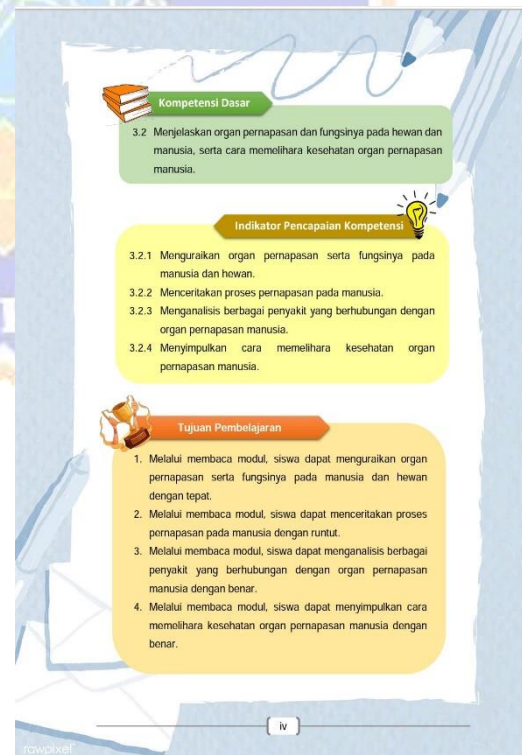 Kompetensi Dasar
3.2 Menjelaskan organ pernapasan dan fungsinya pada hewan dan
manusia, serta cara memelihara kesehatan organ pernapasan
manusia.
Indikator Pencapaian Kompetensi
3.2.1 Menguraikan organ pernapasan serta fungsinya pada
manusia dan hewan.
3.2.2 Menceritakan proses pernapasan pada manusia.
3.2.3 Menganalisis berbagai penyakit yang berhubungan dengan
organ pernapasan manusia.
3.2.4 Menyimpulkan cara memelihara kesehatan organ
pernapasan manusia.
Tujuan Pembelajaran
1. Melalui membaca modul, siswa dapat menguraikan organ
pernapasan serta fungsinya pada manusia dan hewan
dengan tepat.
2. Melalui membaca modul, siswa dapat menceritakan proses
pernapasan pada manusia dengan runtut.
3. Melalui membaca modul, siswa dapat menganalisis berbagai
penyakit yang berhubungan dengan organ pernapasan
manusia dengan benar.
4. Melalui membaca modul, siswa dapat menyimpulkan cara
memelihara kesehatan organ pernapasan manusia dengan
benar.
iv
rawpixel